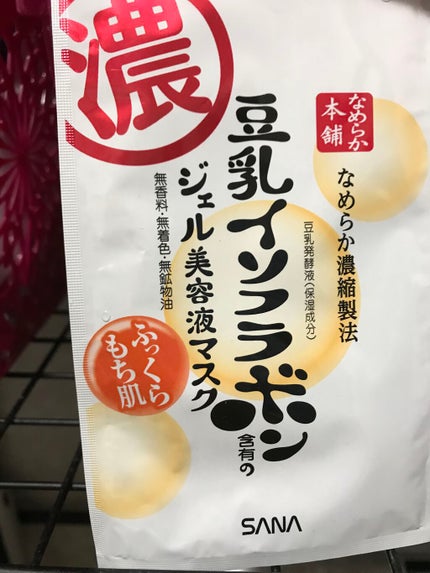 濃
なめらか
本舗
なめらか濃縮製法
豆乳発酵液(保湿成分)
豆乳イソフラボン
含有の
ジェル美容液マスク
無香料・無着色・無鉱物油
ふっくら
もち肌
SANA